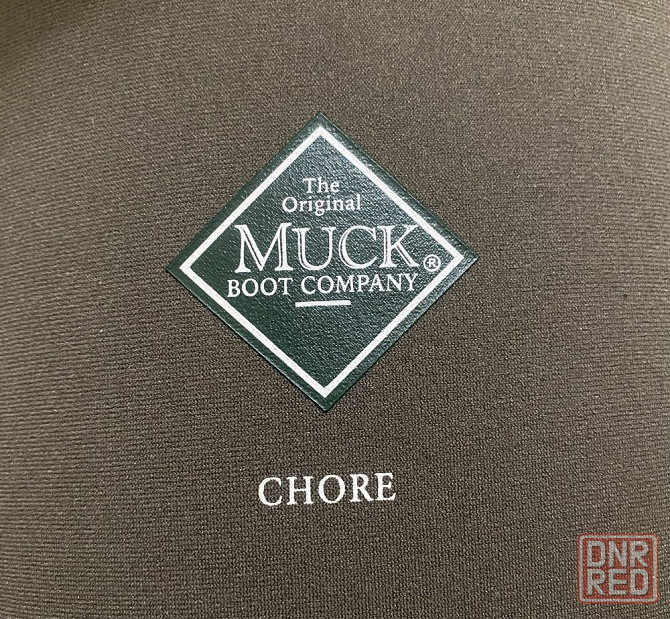 The
Original
MUCK®
BOOT COMPANY
CHORE
DNR
RED